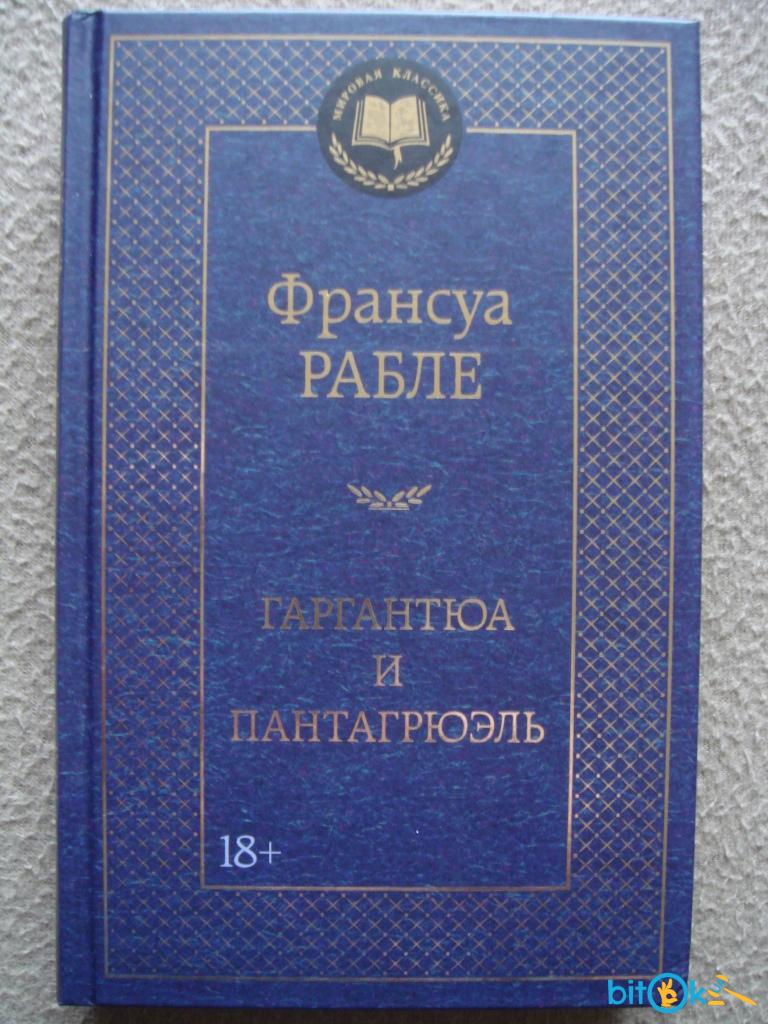 МИРОВАЯ КЛАССИКА
Франсуа
РАБЛЕ
ГАРГАНТЮА
И
ПАНТАГРЮЭЛЬ
18+
bitok